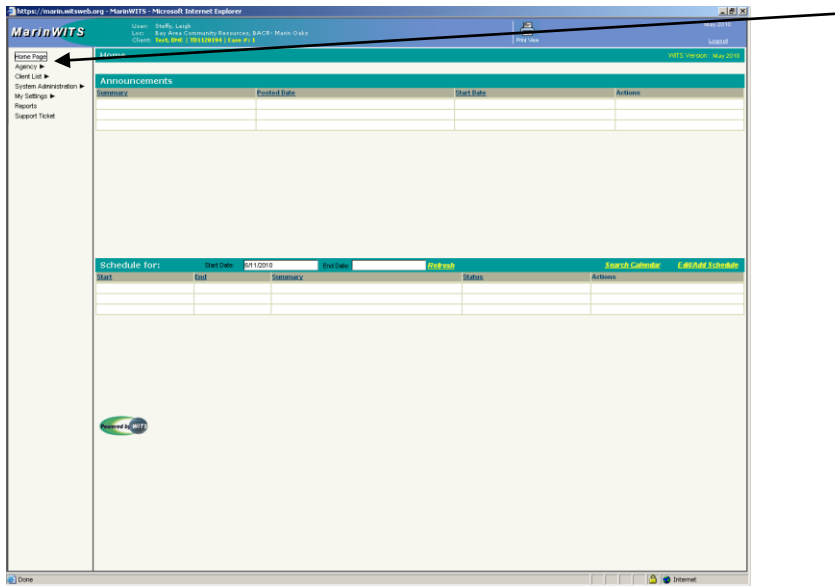 https://marin.witsweb.org - MarinWITS - Microsoft Internet Explorer
MarinWITS
User: Steffy, Leigh
Loc: Bay Area Community Resources, BACR- Marin Oaks
Client: Test, DMC | TD1120194 | Case #: 1
Print View
May 2010
Logout
Home Page
Agency ▶
Client List ▶
System Administration ▶
My Settings ▶
Reports
Support Ticket
Home
WITS Version: May 2010
Announcements
Summary Posted Date Start Date Actions
Schedule for: Start Date: 6/11/2010 End Date: Refresh Search Calendar Edit/Add Schedule
Start End Summary Status Actions
Powered by WITS
Done
Internet